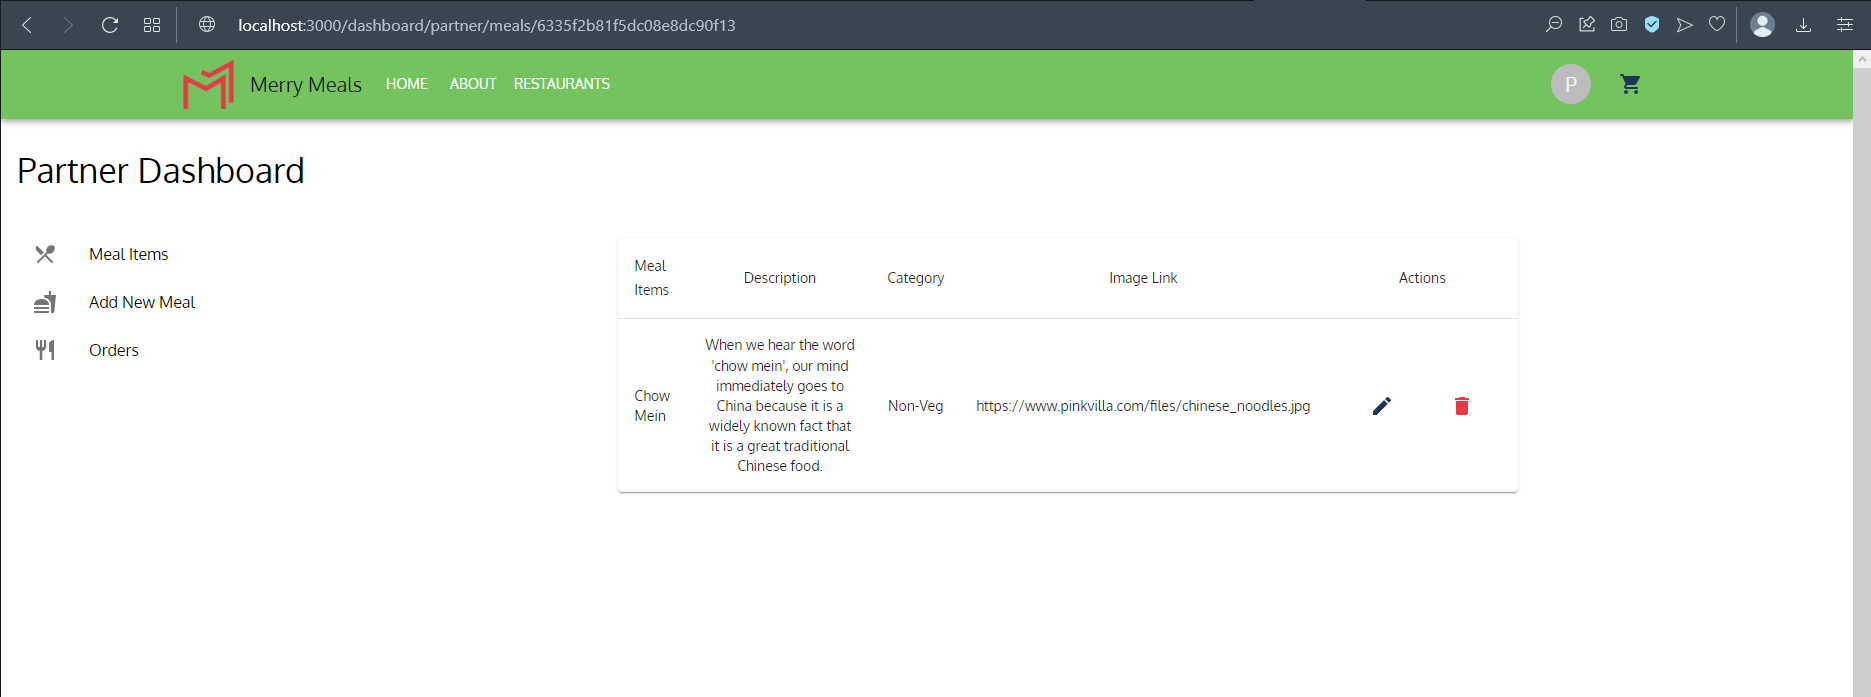 localhost:3000/dashboard/partner/meals/6335f2b81f5dc08e8dc90f13
Merry Meals HOME ABOUT RESTAURANTS P
Partner Dashboard
Meal Items
Add New Meal
Orders
Meal
Items
Description
Category
Image Link
Actions
Chow
Mein
When we hear the word
'chow mein', our mind
immediately goes to
China because it is a
widely known fact that
it is a great traditional
Chinese food.
Non-Veg
https://www.pinkvilla.com/files/chinese_noodles.jpg